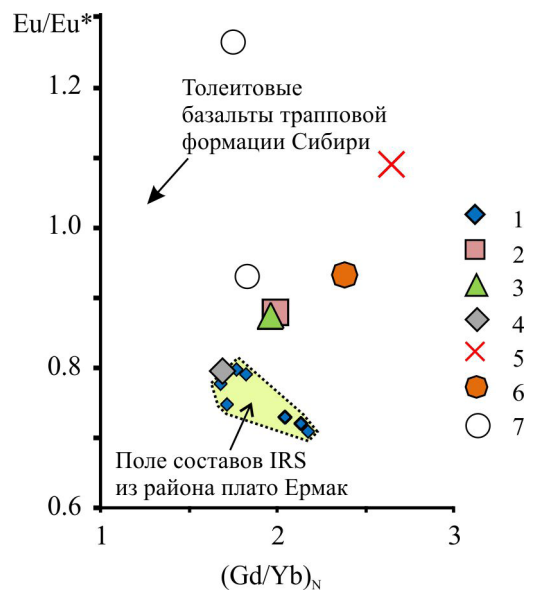 Eu/Eu*
1.2
1.0
0.8
0.6
Толеитовые
базальты трапповой
формации Сибири
Поле составов IRS
из района плато Ермак
1
2
3
(Gd/Yb)N
1
2
3
4
5
6
7